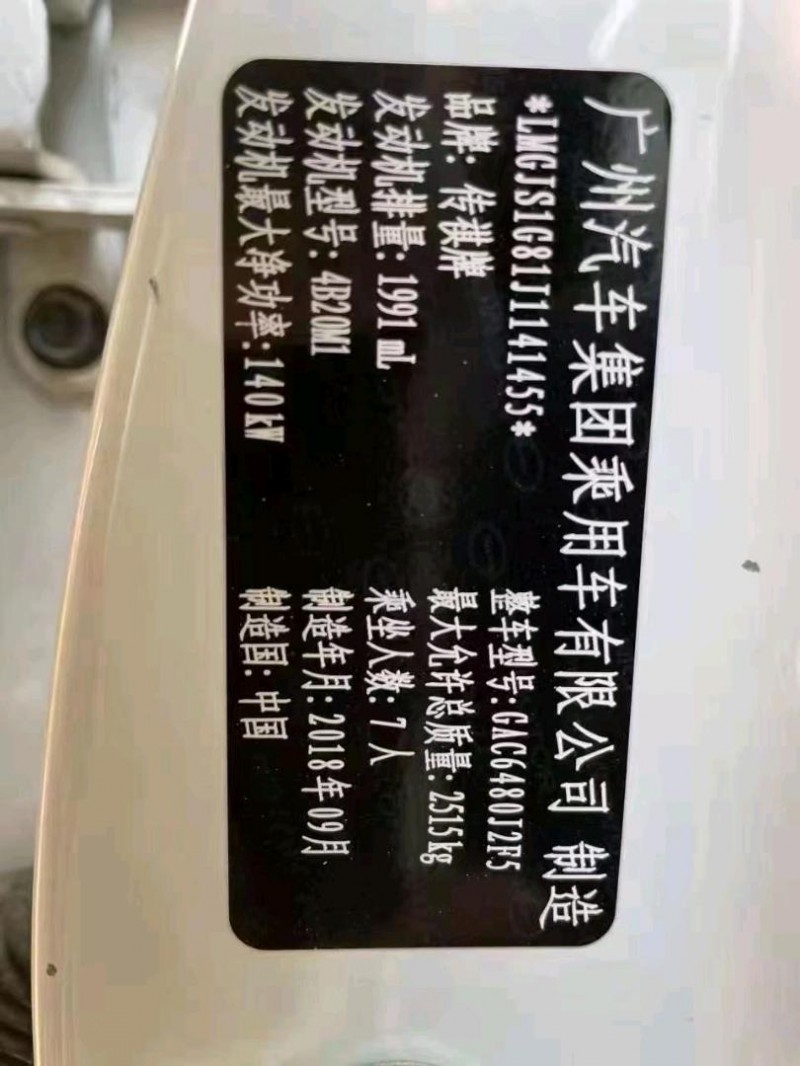 广州汽车集团乘用车有限公司 制造
*LMGJS1G81J1141455*
品牌: 传祺牌
发动机排量: 1991 mL
发动机型号: 4B20M1
发动机最大净功率:140kW
整车型号:GAC6480J2F5
最大允许总质量: 2515kg
乘坐人数: 7 人
制造年月: 2018年09月
制造国: 中国